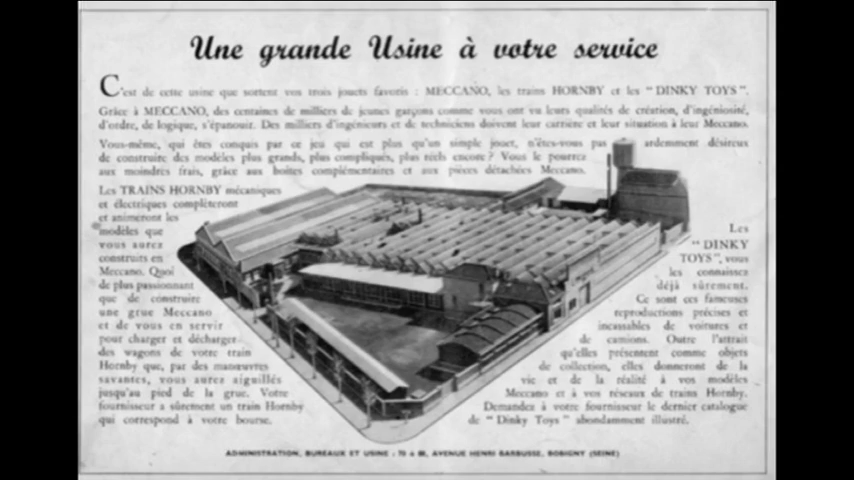 Une grande Usine à votre service
C'est de cette usine que sortent vos trois jouets favoris : MECCANO, les trains HORNBY et les "DINKY TOYS".
Grâce à MECCANO, des centaines de milliers de jeunes garçons comme vous ont vu leurs qualités de création, d'ingéniosité,
d'ordre, de logique, s'épanouir. Des milliers d'ingénieurs et de techniciens doivent leur carrière et leur situation à leur Meccano.
Vous-même, qui êtes conquis par ce jeu qui est plus qu'un simple jouet, n'êtes-vous pas ardemment désireux
de construire des modèles plus grands, plus compliqués, plus réels encore ? Vous le pourrez
aux moindres frais, grâce aux boîtes complémentaires et aux pièces détachées Meccano.
Les TRAINS HORNBY mécaniques
et électriques compléteront
et animeront les
modèles que
vous aurez
construits en
Meccano. Quoi
de plus passionnant
que de construire
une grue Meccano
et de vous en servir
pour charger et décharger
des wagons de votre train
Hornby que, par des manœuvres
savantes, vous aurez aiguillés
jusqu'au pied de la grue. Votre
fournisseur a sûrement un train Hornby
qui correspond à votre bourse.
Les
"DINKY
TOYS", vous
les connaissez
déjà sûrement.
Ce sont ces fameuses
reproductions précises et
incassables de voitures et
de camions. Outre l'attrait
qu'elles présentent comme objets
de collection, elles donneront de la
vie et de la réalité à vos modèles
Meccano et à vos réseaux de trains Hornby.
Demandez à votre fournisseur le dernier catalogue
de "Dinky Toys" abondamment illustré.
ADMINISTRATION, BUREAUX ET USINE : 70 à 88, AVENUE HENRI BARBUSSE, BOBIGNY (SEINE)